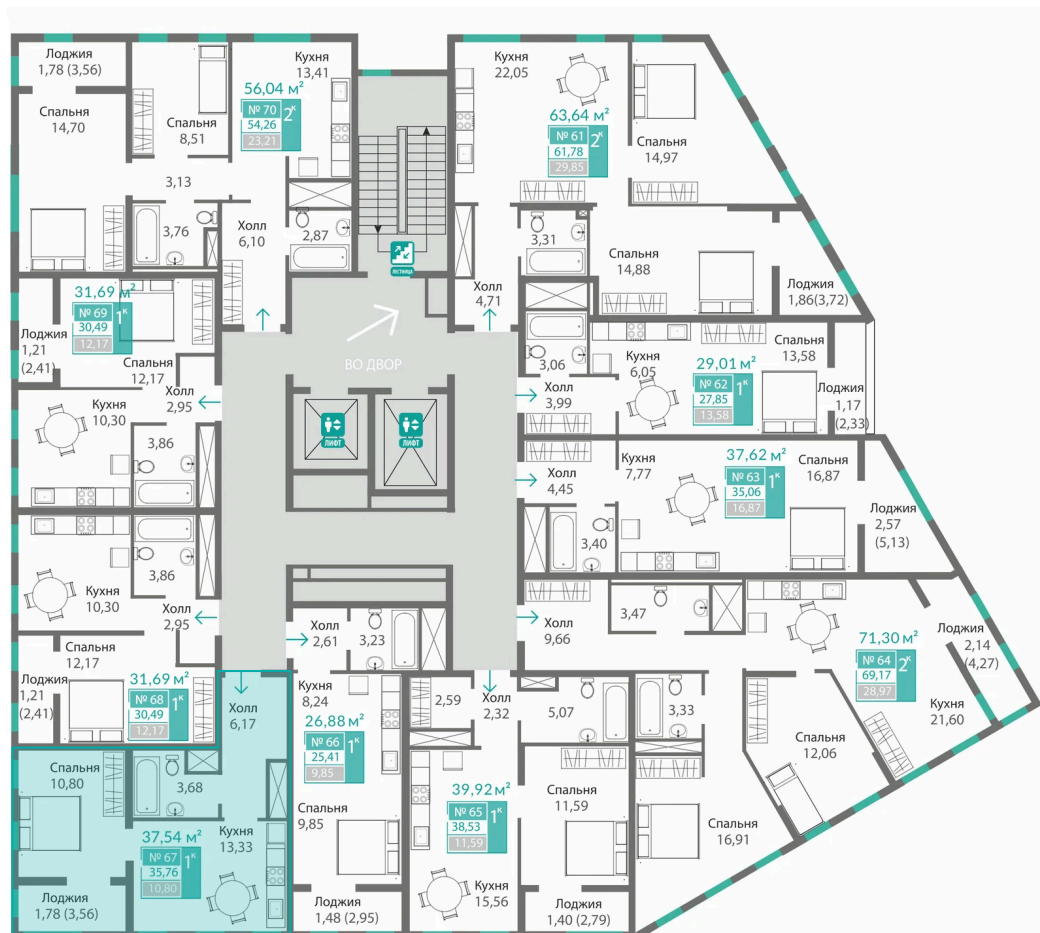 Лоджия
1,78 (3,56)
Спальня
14,70
Спальня
8,51
3,13
3,76
56,04 м²
№ 70
54,26
23,21
2к
Кухня
13,41
Холл
6,10
2,87
ЛЕСТНИЦА
ВО ДВОР
ЛИФТ
ЛИФТ
Кухня
22,05
63,64 м²
№ 61
61,78
29,85
2к
Спальня
14,97
3,31
Спальня
14,88
Холл
4,71
Лоджия
1,86(3,72)
31,69 м²
№ 69
30,49
12,17
1к
Лоджия
1,21
(2,41)
Спальня
12,17
Холл
2,95
Кухня
10,30
3,86
3,06
Кухня
6,05
Спальня
13,58
29,01 м²
№ 62
27,85
13,58
1к
Холл
3,99
Лоджия
1,17
(2,33)
37,62 м²
№ 63
35,06
16,87
1к
Кухня
7,77
Спальня
16,87
Холл
4,45
3,40
Лоджия
2,57
(5,13)
3,86
Кухня
10,30
Холл
2,95
Спальня
12,17
Лоджия
1,21
(2,41)
31,69 м²
№ 68
30,49
12,17
1к
Холл
2,61
3,23
Холл
9,66
3,47
71,30 м²
№ 64
69,17
28,97
2к
Лоджия
2,14
(4,27)
Кухня
21,60
12,06
3,33
Спальня
16,91
Холл
6,17
Кухня
8,24
26,88 м²
№ 66
25,41
9,85
1к
Спальня
9,85
Лоджия
1,48 (2,95)
2,59
Холл
2,32
5,07
39,92 м²
№ 65
38,53
11,59
1к
Спальня
11,59
Кухня
15,56
Лоджия
1,40 (2,79)
Спальня
10,80
3,68
37,54 м²
№ 67
35,76
10,80
1к
Кухня
13,33
Лоджия
1,78 (3,56)